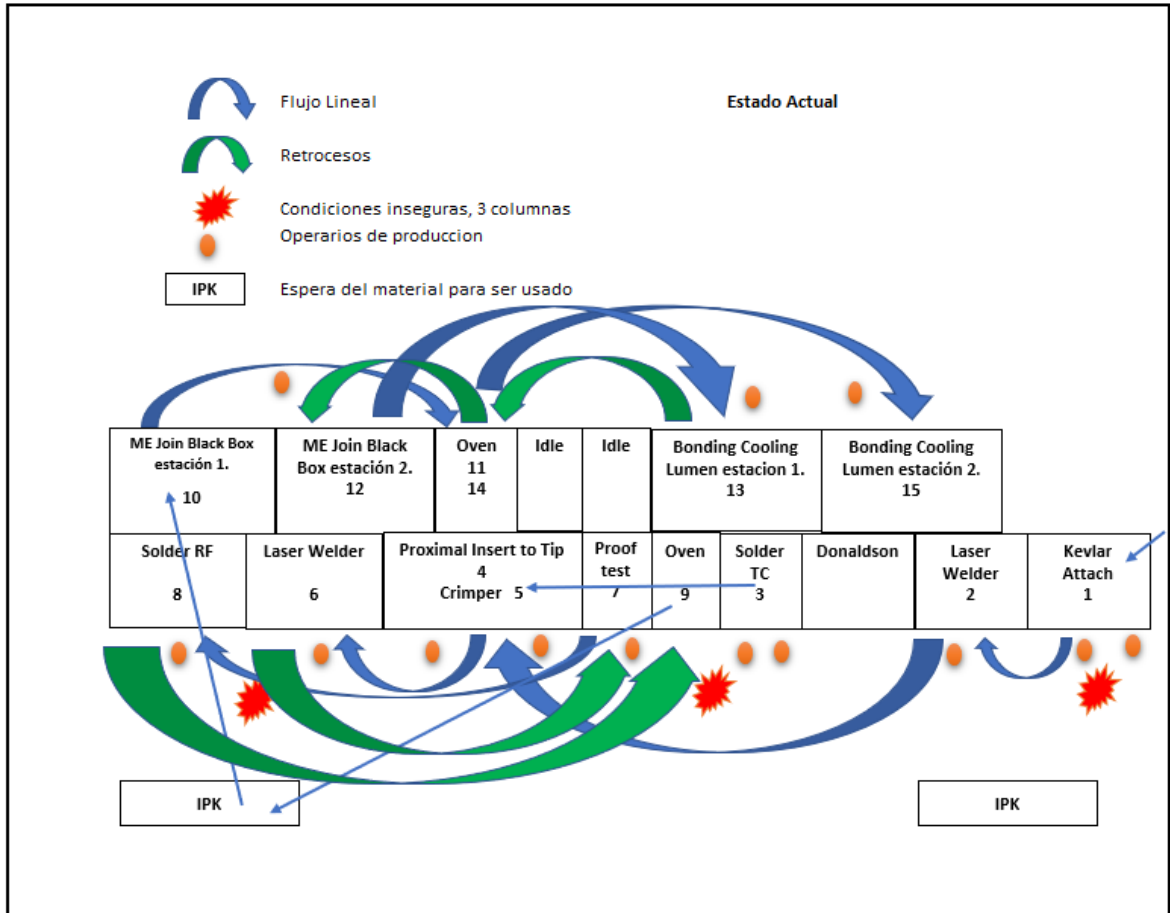 Flujo Lineal
Estado Actual
Retrocesos
Condiciones inseguras, 3 columnas
Operarios de produccion
IPK
Espera del material para ser usado
ME Join Black Box
estación 1.
10
ME Join Black
Box estación 2.
12
Oven
11
14
Idle
Idle
Bonding Cooling
Lumen estacion 1.
13
Bonding Cooling
Lumen estación 2.
15
Solder RF
8
Laser Welder
6
Proximal Insert to Tip
4
Crimper 5
Proof
test
7
Oven
9
Solder
TC
3
Donaldson
Laser
Welder
2
Kevlar
Attach
1
IPK
IPK